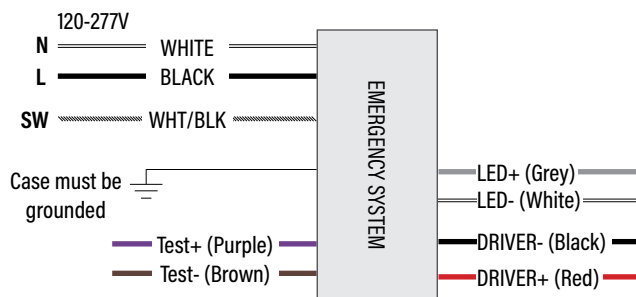 120-277V
N WHITE
L BLACK
SW WHT/BLK
Case must be
grounded
Test+ (Purple)
Test- (Brown)
EMERGENCY SYSTEM
LED+ (Grey)
LED- (White)
DRIVER- (Black)
DRIVER+ (Red)